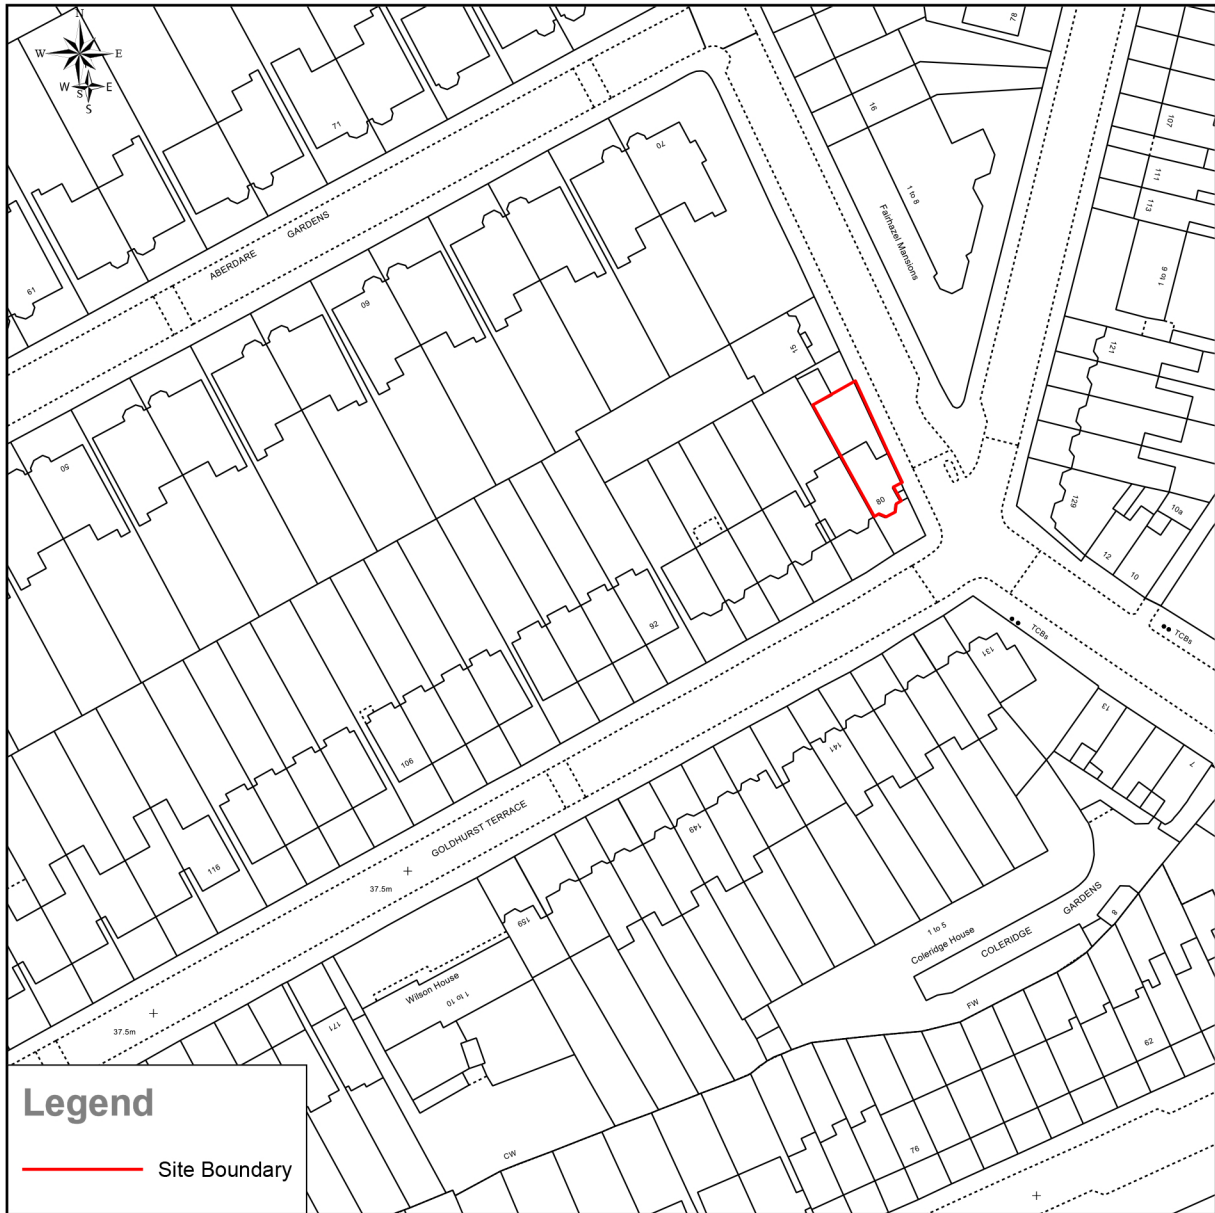 N
W E
W S E
S
78
16
107
111
113
1 to 8
Fairhazel Mansions
1 to 9
121
129
10a
12
10
TCBs
TCBs
71
70
61
ABERDARE GARDENS
60
50
15
80
92
106
116
GOLDHURST TERRACE
37.5m
37.5m
131
141
149
159
13
7
8
1 to 5
Coleridge House
COLERIDGE GARDENS
FW
62
76
CW
Wilson House
1 to 10
171
Legend
Site Boundary